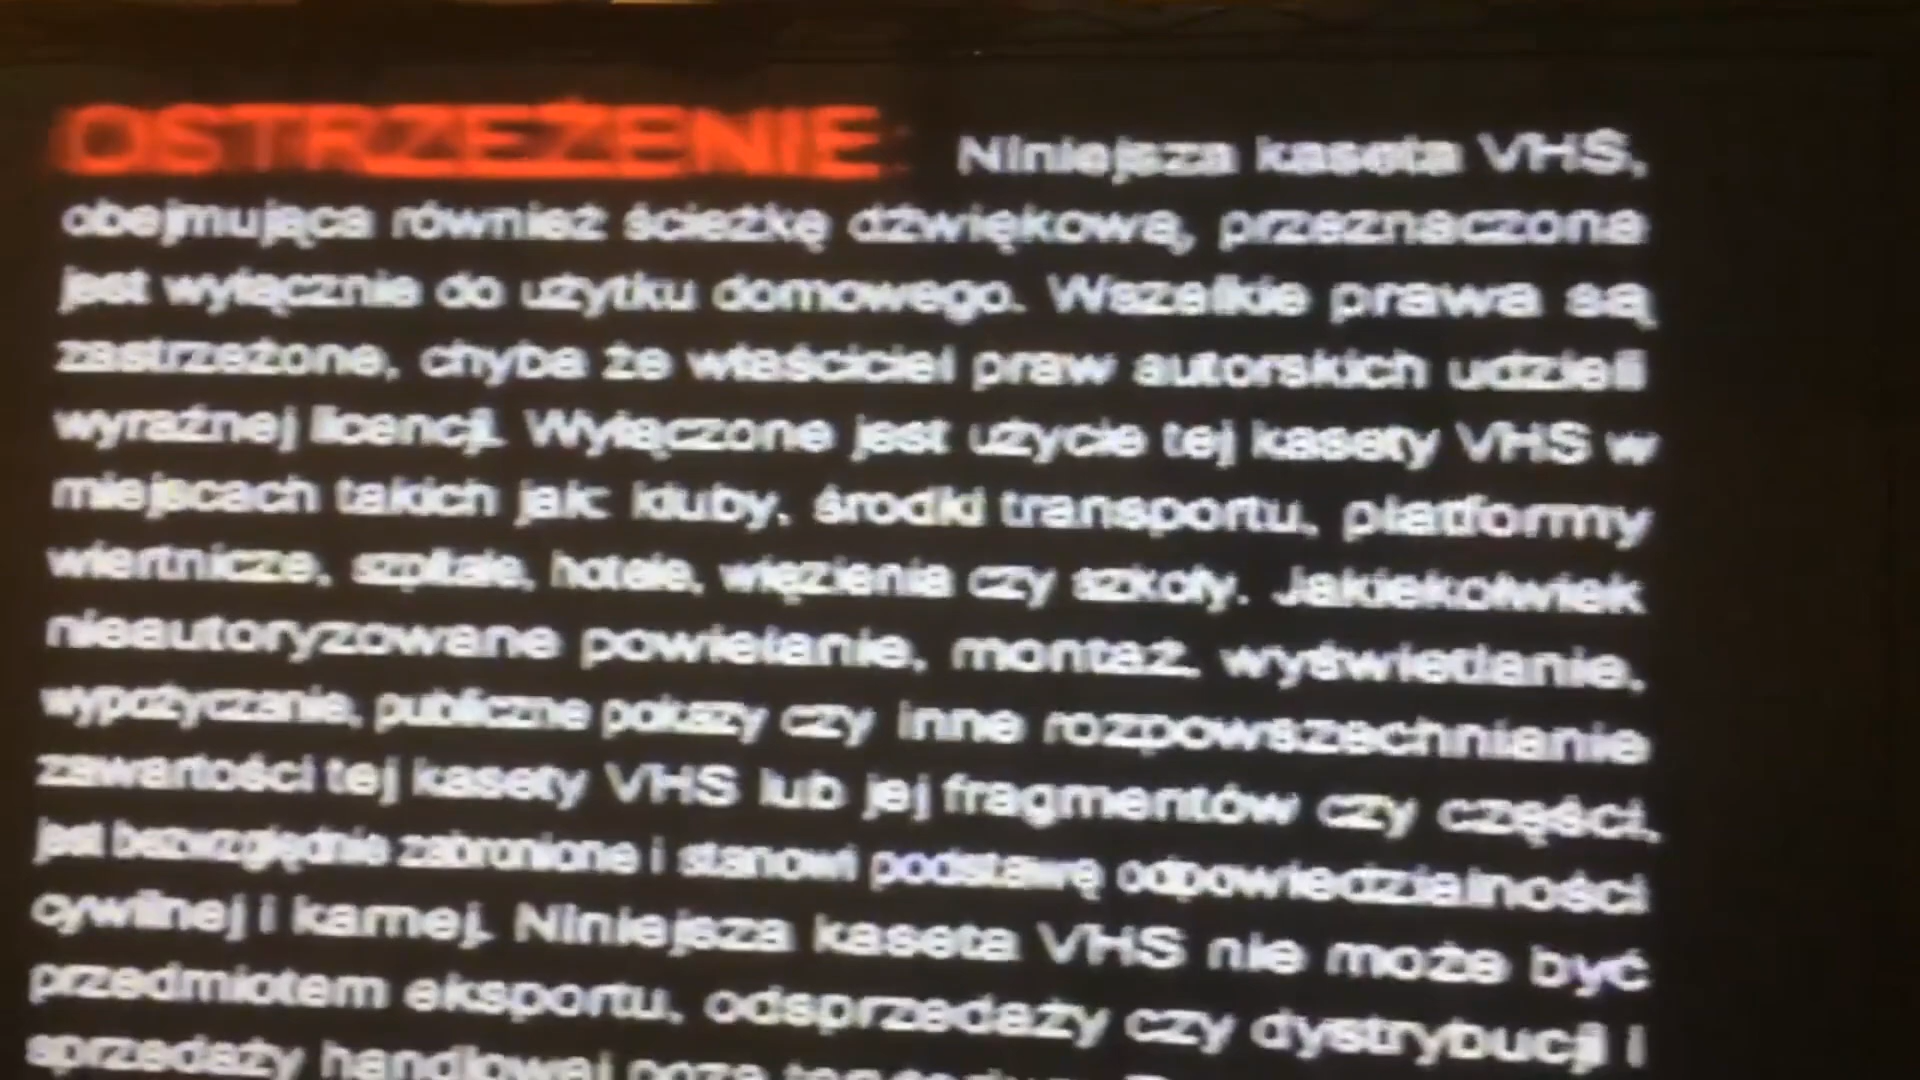 OSTRZEŻENIE Niniejsza kaseta VHS,
obejmująca również ścieżkę dźwiękową, przeznaczona
jest wyłącznie do użytku domowego. Wszelkie prawa są
zastrzeżone, chyba że właściciel praw autorskich udzieli
wyraźnej licencji. Wyłączone jest użycie tej kasety VHS w
miejscach takich jak: kluby, środki transportu, platformy
wiertnicze, szpitale, hotele, więzienia czy szkoły. Jakiekolwiek
nieautoryzowane powielanie, montaż, wyświetlanie,
wypożyczanie, publiczne pokazy czy inne rozpowszechnianie
zawartości tej kasety VHS lub jej fragmentów czy części,
jest bezwzględnie zabronione i stanowi podstawę odpowiedzialności
cywilnej i karnej. Niniejsza kaseta VHS nie może być
przedmiotem eksportu, odsprzedaży czy dystrybucji i
sprzedaży handlowej poza